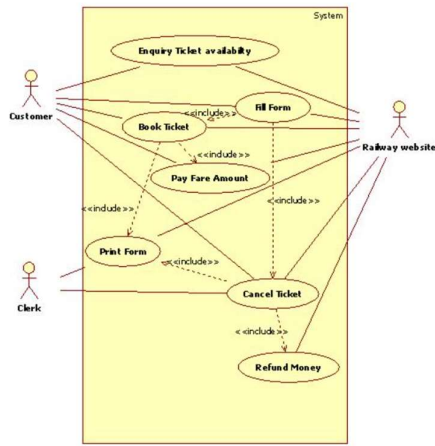 System
Enquiry Ticket availabilty
Customer
Fill Form
<<include>>
Book Ticket
Railway website
<<include>>
Pay Fare Amount
<<include>>
<<include>>
Print Form
<<include>>
Clerk
Cancel Ticket
<<include>>
Refund Money